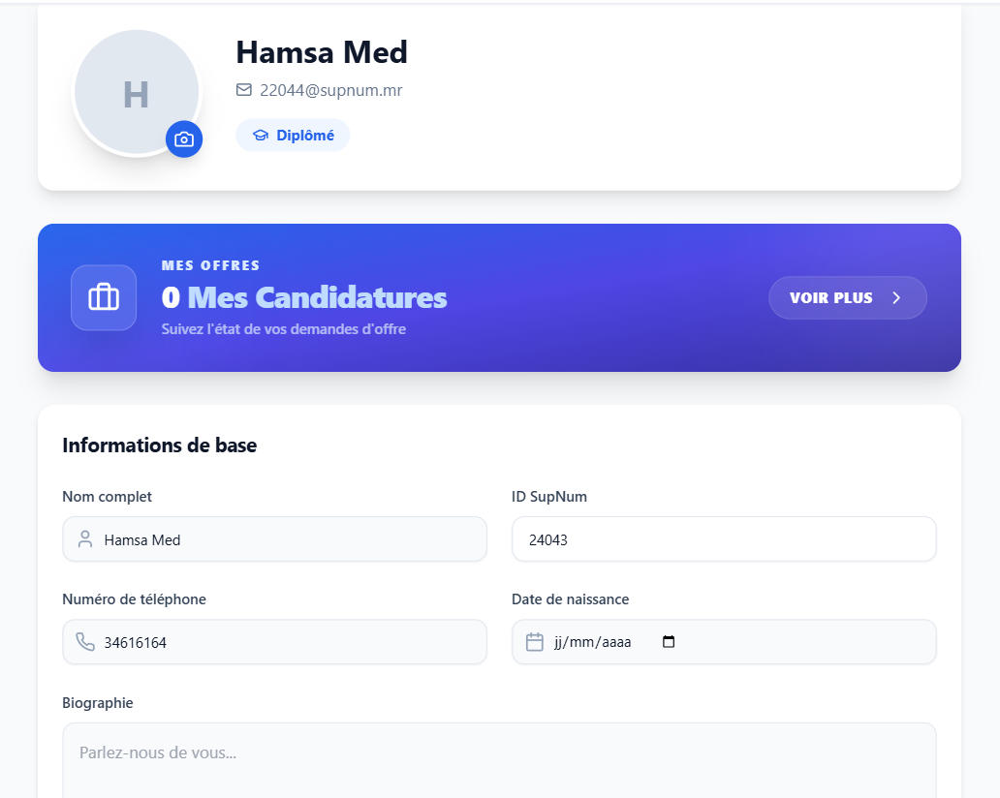 H
Hamsa Med
22044@supnum.mr
Diplômé
MES OFFRES
0 Mes Candidatures
Suivez l'état de vos demandes d'offre
VOIR PLUS
Informations de base
Nom complet
Hamsa Med
ID SupNum
24043
Numéro de téléphone
34616164
Date de naissance
jj/mm/aaaa
Biographie
Parlez-nous de vous...